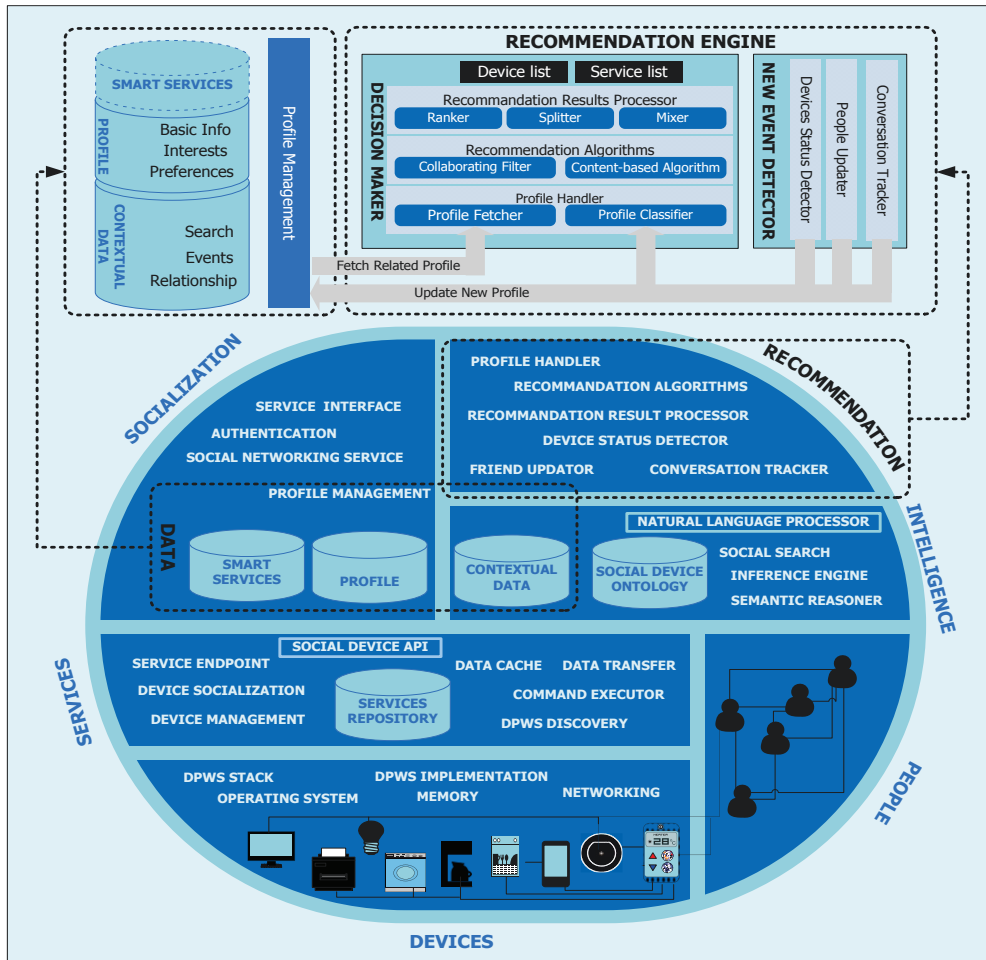 SMART SERVICES
PROFILE
Basic Info
Interests
Preferences
CONTEXTUAL
DATA
Search
Events
Relationship
Profile Management
RECOMMENDATION ENGINE
DECISION MAKER
Device list
Service list
Recommandation Results Processor
Ranker
Splitter
Mixer
Recommendation Algorithms
Collaborating Filter
Content-based Algorithm
Profile Handler
Profile Fetcher
Profile Classifier
NEW EVENT DETECTOR
Devices Status Detector
People Updater
Conversation Tracker
Fetch Related Profile
Update New Profile
SOCIALIZATION
SERVICE INTERFACE
AUTHENTICATION
SOCIAL NETWORKING SERVICE
PROFILE MANAGEMENT
RECOMMENDATION
PROFILE HANDLER
RECOMMANDATION ALGORITHMS
RECOMMANDATION RESULT PROCESSOR
DEVICE STATUS DETECTOR
FRIEND UPDATOR
CONVERSATION TRACKER
DATA
SMART
SERVICES
PROFILE
CONTEXTUAL
DATA
INTELLIGENCE
NATURAL LANGUAGE PROCESSOR
SOCIAL DEVICE
ONTOLOGY
SOCIAL SEARCH
INFERENCE ENGINE
SEMANTIC REASONER
SERVICES
SOCIAL DEVICE API
SERVICE ENDPOINT
DEVICE SOCIALIZATION
DEVICE MANAGEMENT
SERVICES
REPOSITORY
DATA CACHE
DATA TRANSFER
COMMAND EXECUTOR
DPWS DISCOVERY
PEOPLE
DPWS STACK
OPERATING SYSTEM
DPWS IMPLEMENTATION
MEMORY
NETWORKING
28°C
DEVICES